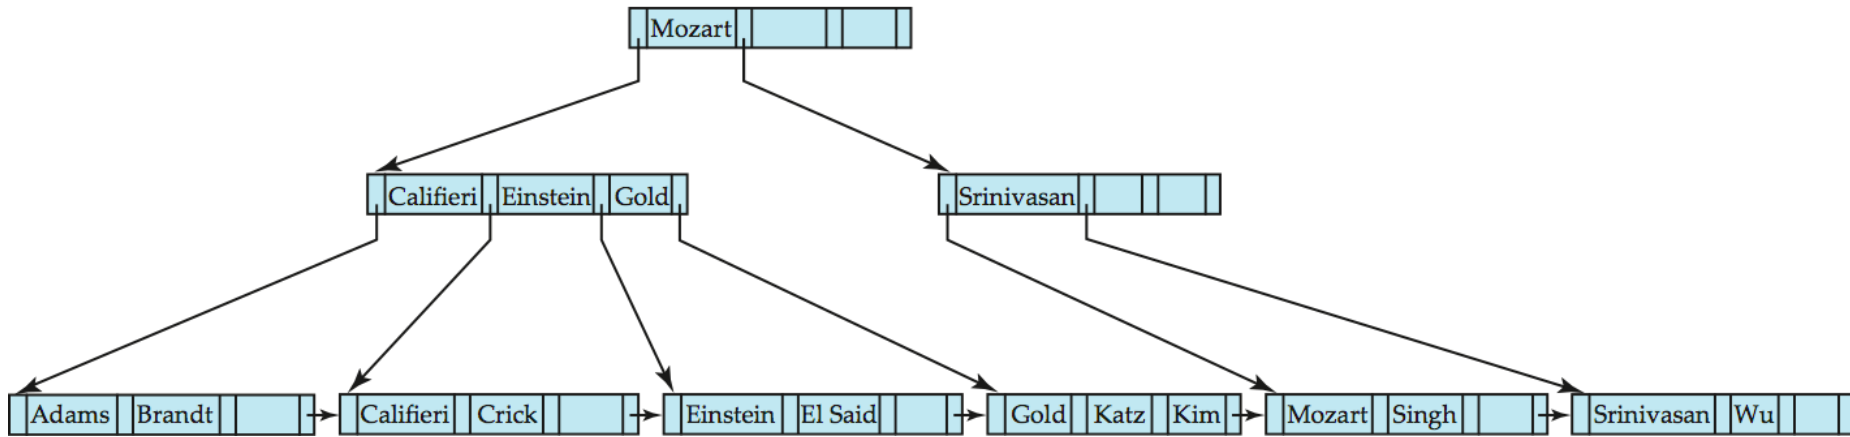 Mozart
Califieri Einstein Gold Srinivasan
Adams Brandt Califieri Crick Einstein El Said Gold Katz Kim Mozart Singh Srinivasan Wu